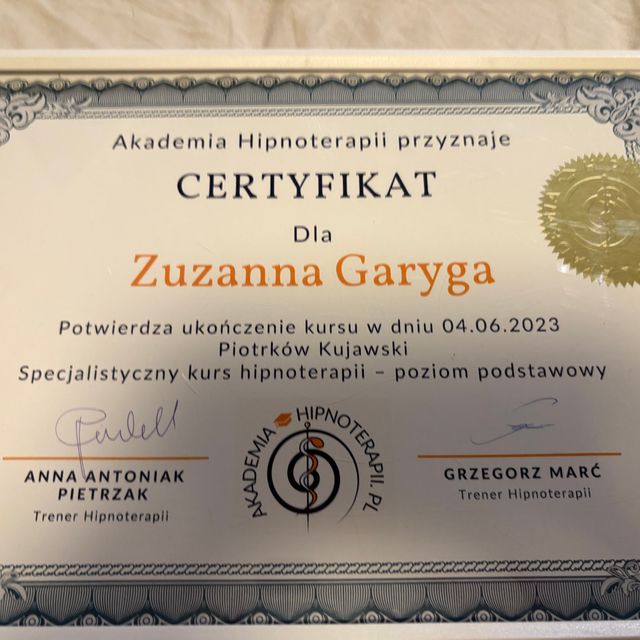 Akademia Hipnoterapii przyznaje
CERTYFIKAT
Dla
Zuzanna Garyga
Potwierdza ukończenie kursu w dniu 04.06.2023
Piotrków Kujawski
Specjalistyczny kurs hipnoterapii – poziom podstawowy
ANNA ANTONIAK
PIETRZAK
Trener Hipnoterapii
AKADEMIA HIPNOTERAPII.PL
GRZEGORZ MARĆ
Trener Hipnoterapii